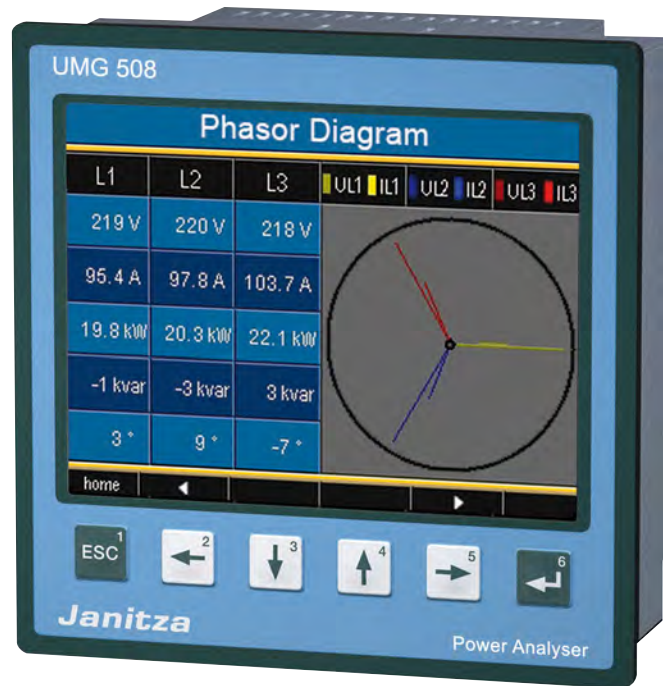 UMG 508
Phasor Diagram
L1 L2 L3 UL1 IL1 UL2 IL2 UL3 IL3
219 V 220 V 218 V
95.4 A 97.8 A 103.7 A
19.8 kW 20.3 kW 22.1 kW
-1 kvar -3 kvar 3 kvar
3 ° 9 ° -7 °
home
ESC 1 2 3 4 5 6
Janitza
Power Analyser